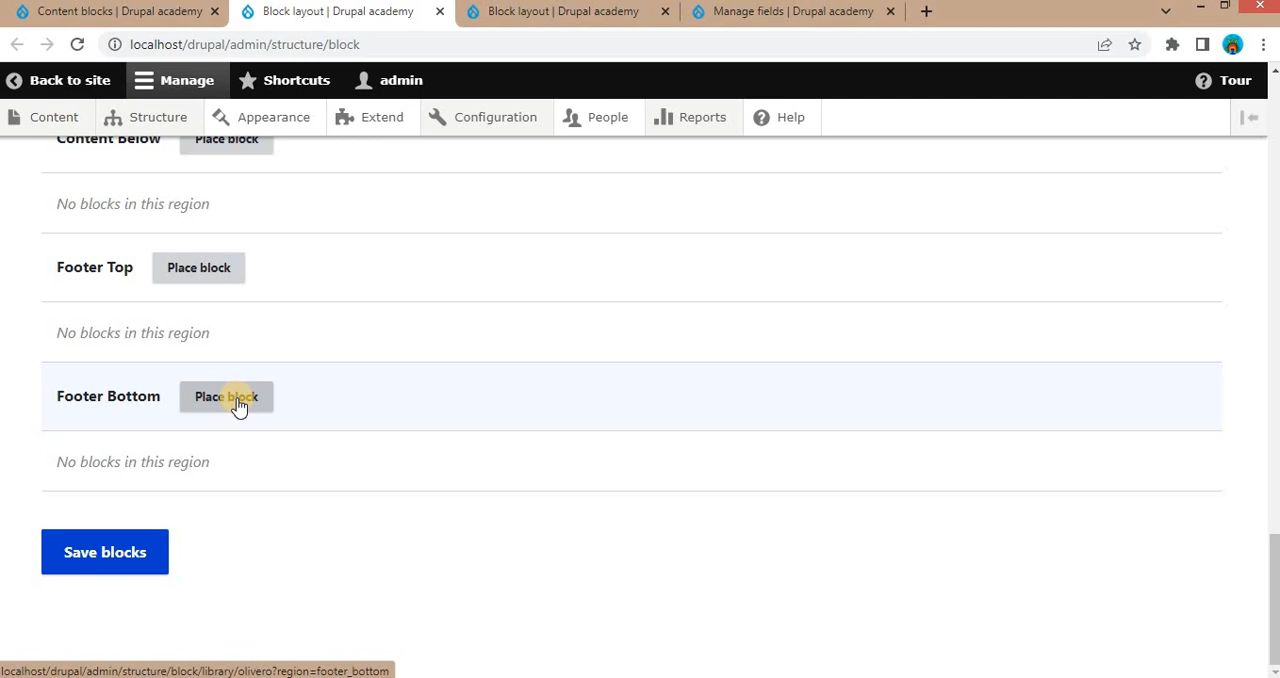 Content blocks | Drupal academy
Block layout | Drupal academy
Block layout | Drupal academy
Manage fields | Drupal academy
localhost/drupal/admin/structure/block
Back to site
Manage
Shortcuts
admin
Tour
Content
Structure
Appearance
Extend
Configuration
People
Reports
Help
Content Below
Place block
No blocks in this region
Footer Top
Place block
No blocks in this region
Footer Bottom
Place block
No blocks in this region
Save blocks
localhost/drupal/admin/structure/block/library/olivero?region=footer_bottom